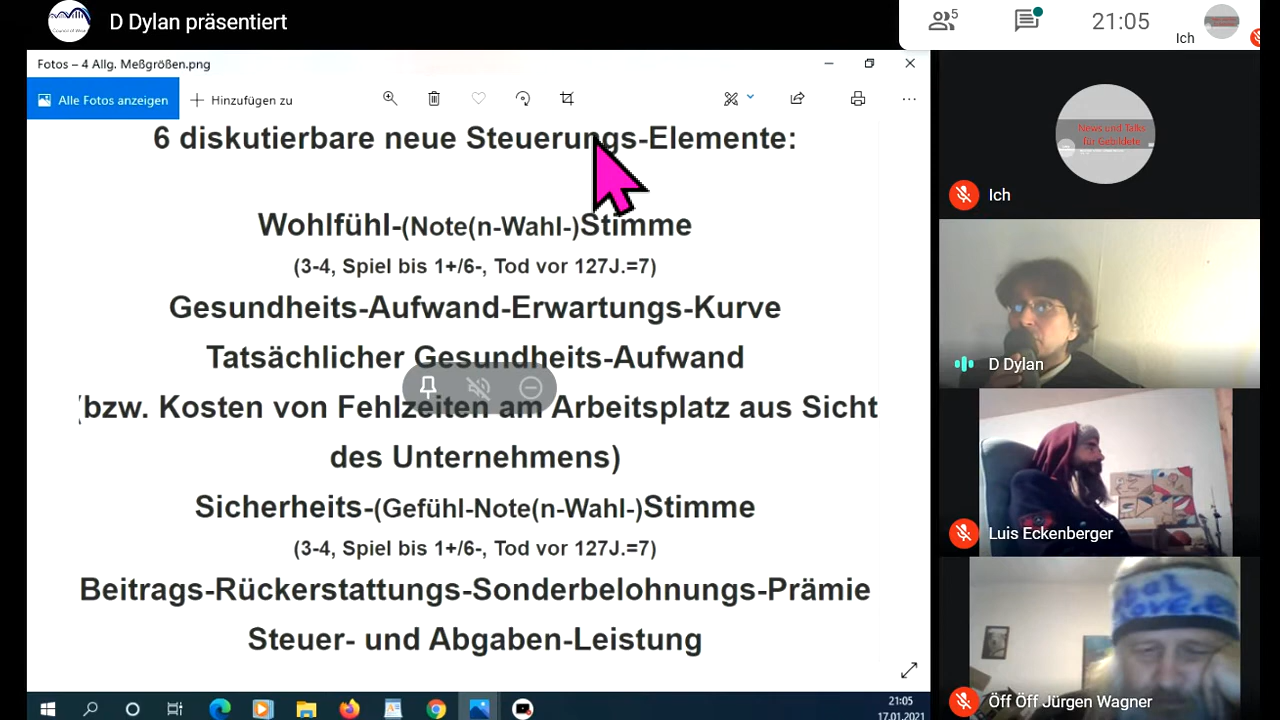 D Dylan präsentiert
5
21:05
Ich
Fotos – 4 Allg. Meßgrößen.png
Alle Fotos anzeigen
Hinzufügen zu
6 diskutierbare neue Steuerungs-Elemente:
Wohlfühl-(Note(n-Wahl-)Stimme
(3-4, Spiel bis 1+/6-, Tod vor 127J.=7)
Gesundheits-Aufwand-Erwartungs-Kurve
Tatsächlicher Gesundheits-Aufwand
(bzw. Kosten von Fehlzeiten am Arbeitsplatz aus Sicht
des Unternehmens)
Sicherheits-(Gefühl-Note(n-Wahl-)Stimme
(3-4, Spiel bis 1+/6-, Tod vor 127J.=7)
Beitrags-Rückerstattungs-Sonderbelohnungs-Prämie
Steuer- und Abgaben-Leistung
21:05
17.01.2021
News und Talks
für Gebildete
Ich
D Dylan
Luis Eckenberger
Öff Öff Jürgen Wagner